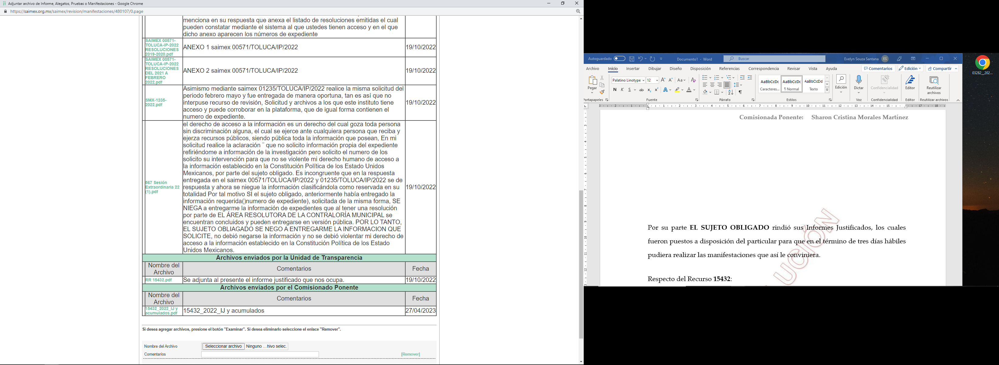 Adjuntar archivo de Informe, Alegatos, Pruebas o Manifestaciones - Google Chrome
https://saimex.org.mx/saimex/revision/manifestaciones/480107/0.page
menciona en su respuesta que anexa el listado de resoluciones emitidas el cual
pueden constatar mediante el sistema al que ustedes tienen acceso y en el que
dicho anexo aparecen los números de expediente
SAIMEX 00571-
TOLUCA-IP-2022
RESOLUCIONES
2019-2020.pdf
ANEXO 1 saimex 00571/TOLUCA/IP/2022
19/10/2022
SAIMEX 00571-
TOLUCA-IP-2022
RESOLUCIONES
DEL 2021 A
FEBRERO
2022.pdf
ANEXO 2 saimex 00571/TOLUCA/IP/2022
19/10/2022
SMX-1235-
2022.pdf
Asimismo mediante saimex 01235/TOLUCA/IP/2022 realice la misma solicitud del
periodo febrero mayo y fue entregada de manera oportuna, tan es así que no
interpuse recurso de revisión, Solicitud y archivos a los que este instituto tiene
acceso y puede corroborar en la plataforma, que de igual forma contienen el
numero de expediente.
19/10/2022
567 Sesión
Extraordinaria 22
(1).pdf
el derecho de acceso a la información es un derecho del cual goza toda persona
sin discriminación alguna, el cual se ejerce ante cualquiera persona que reciba y
ejerza recursos públicos, siendo pública toda la información que posean, En mi
solicitud realice la aclaración ¨ que no solicito información propia del expediente
refiriéndome a información de la investigación pero solicito el numero de los
solicito su intervención para que no se violente mi derecho humano de acceso a
la información establecido en la Constitución Política de los Estado Unidos
Mexicanos, por parte del sujeto obligado. Es incongruente que en la respuesta
entregada en el saimex 00571/TOLUCA/IP/2022 y 01235/TOLUCA/IP/2022 se de
respuesta y ahora se niegue la información clasificándola como reservada en su
totalidad Por tal motivo SI el sujeto obligado, anteriormente había entregado la
información requerida()numero de expediente), solicitada de la misma forma, SE
NIEGA a entregarme la información de expedientes que al tener una resolución
por parte de EL ÁREA RESOLUTORA DE LA CONTRALORÍA MUNICIPAL se
encuentran concluidos y pueden entregarse en versión pública. POR LO TANTO,
EL SUJETO OBLIAGADO SE NEGO A ENTREGARME LA INFORMACION QUE
SOLICITE, no debió negarse la información y no se debió violentar mi derecho de
acceso a la información establecido en la Constitución Política de los Estado
Unidos Mexicanos.
19/10/2022
Archivos enviados por la Unidad de Transparencia
Nombre del
Archivo
Comentarios
Fecha
RR 15432.pdf
Se adjunta al presente el informe justificado que nos ocupa.
19/10/2022
Archivos enviados por el Comisionado Ponente
Nombre del
Archivo
Comentarios
Fecha
15432_2022_IJ y
acumulados.pdf
15432_2022_IJ y acumulados
27/04/2023
Si desea agregar archivos, presione el botón "Examinar". Si desea eliminarlo seleccione el enlace "Remover".
Nombre del Archivo
Seleccionar archivo
Ninguno ...hivo selec.
Comentarios
[Remover]
Autoguardado
Documento1 - Word
Buscar
Evelyn Souza Santana
ES
Archivo Inicio Insertar Dibujar Diseño Disposición Referencias Correspondencia Revisar Vista Ayuda
Comentarios
Edición
Compartir
Pegar
Palatino Linotype
12
Aa
N K S ab x₂ x²
AaBbCcDc
Caracteres...
AaBbCcDc
¶ Normal
AaBbCcDd
Texto
Edición
Dictar
Confidencialidad
Editor
Reutilizar
archivos
Portapapeles
Fuente
Párrafo
Estilos
Voz
Confidencialidad
Editor
Reutilizar archivos
3 2 1 1 2 3 4 5 6 7 8 9 10 11 12 13 14 15 17 18
Comisionada Ponente: Sharon Cristina Morales Martínez
Por su parte EL SUJETO OBLIGADO rindió sus Informes Justificados, los cuales
fueron puestos a disposición del particular para que en el término de tres días hábiles
pudiera realizar las manifestaciones que así le conviniera.
Respecto del Recurso 15432:
UCIÓN
03282_202...